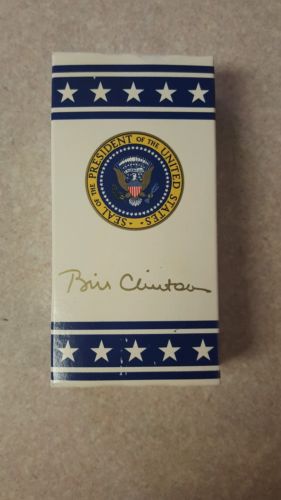 SEAL OF THE PRESIDENT OF THE UNITED STATES
Bill Clinton